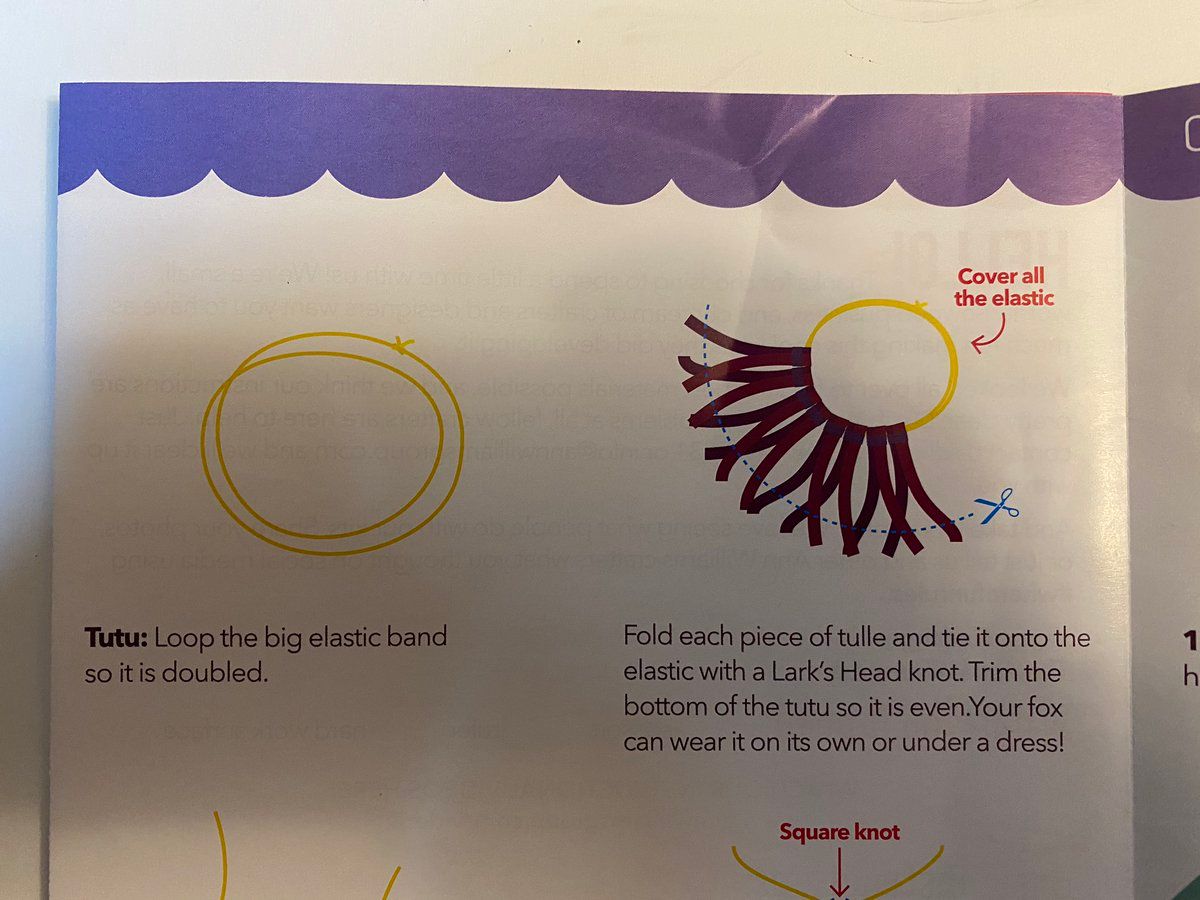 Cover all
the elastic
Tutu: Loop the big elastic band
so it is doubled.
Fold each piece of tulle and tie it onto the
elastic with a Lark's Head knot. Trim the
bottom of the tutu so it is even.Your fox
can wear it on its own or under a dress!
Square knot
1
h